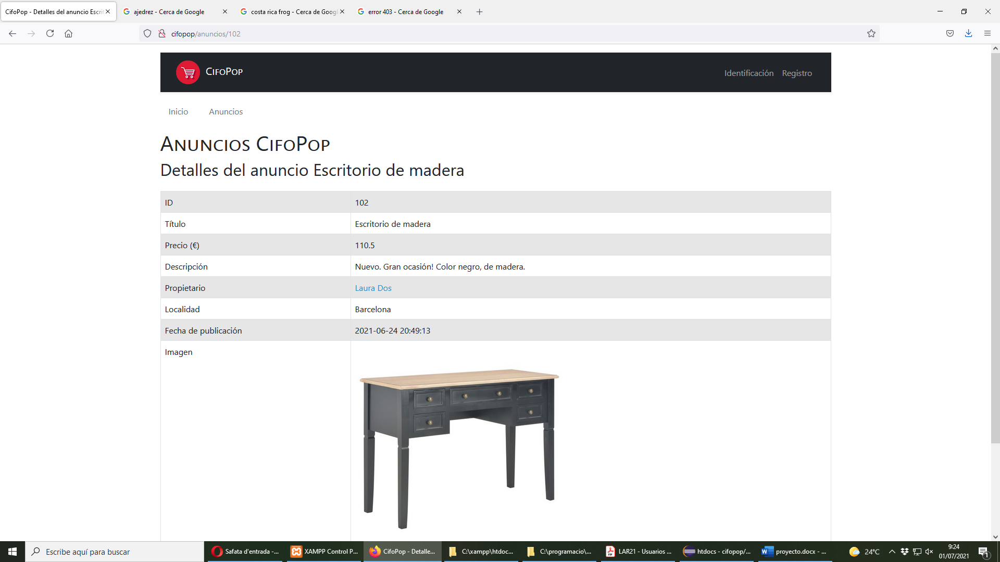 CifoPop - Detalles del anuncio Escrit
ajedrez - Cerca de Google
costa rica frog - Cerca de Goog
error 403 - Cerca de Google
cifopop/anuncios/102
CifoPop
Identificación Registro
Inicio Anuncios
Anuncios CifoPop
Detalles del anuncio Escritorio de madera
ID 102
Título Escritorio de madera
Precio (€) 110.5
Descripción Nuevo. Gran ocasión! Color negro, de madera.
Propietario Laura Dos
Localidad Barcelona
Fecha de publicación 2021-06-24 20:49:13
Imagen
Escribe aquí para buscar
Safata d'entrada -...
XAMPP Control P...
CifoPop - Detalle...
C:\xampp\htdoc...
C:\programacio\...
LAR21 - Usuarios ...
htdocs - cifopop/...
proyecto.docx - ...
24°C
9:24
01/07/2021
1